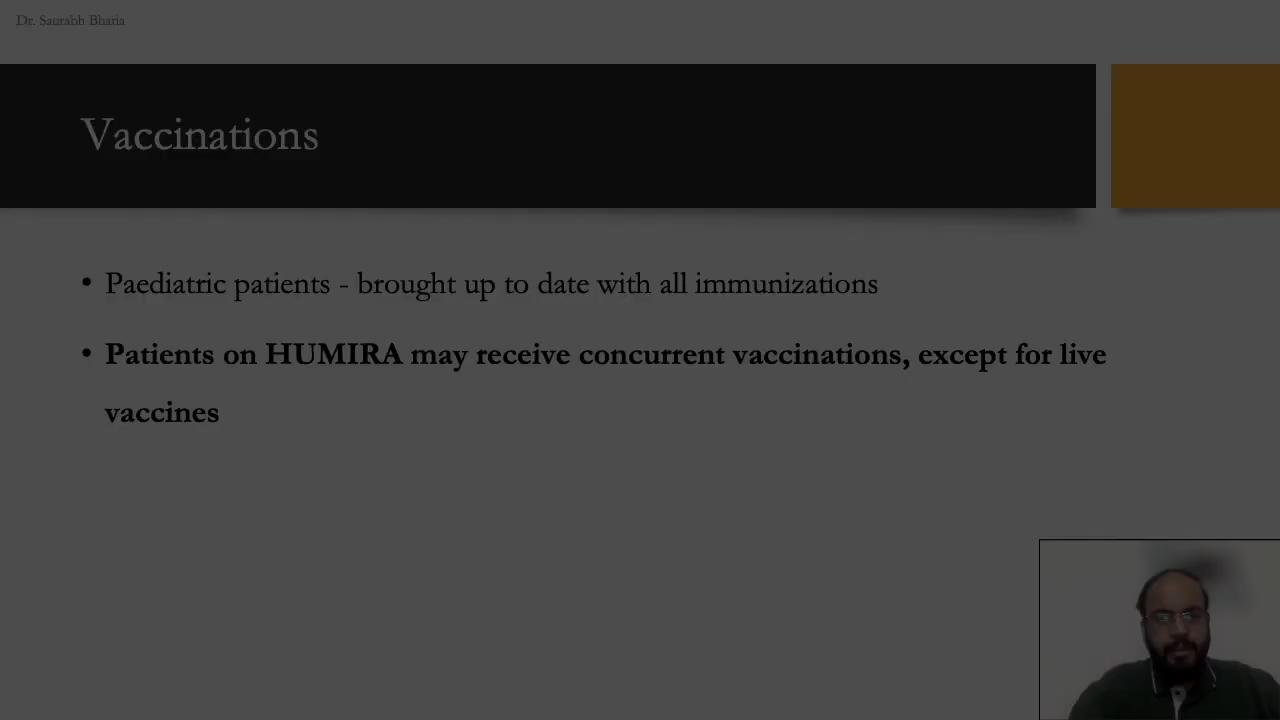 Dr. Saurabh Bharia
Vaccinations
• Paediatric patients - brought up to date with all immunizations
• Patients on HUMIRA may receive concurrent vaccinations, except for live
vaccines